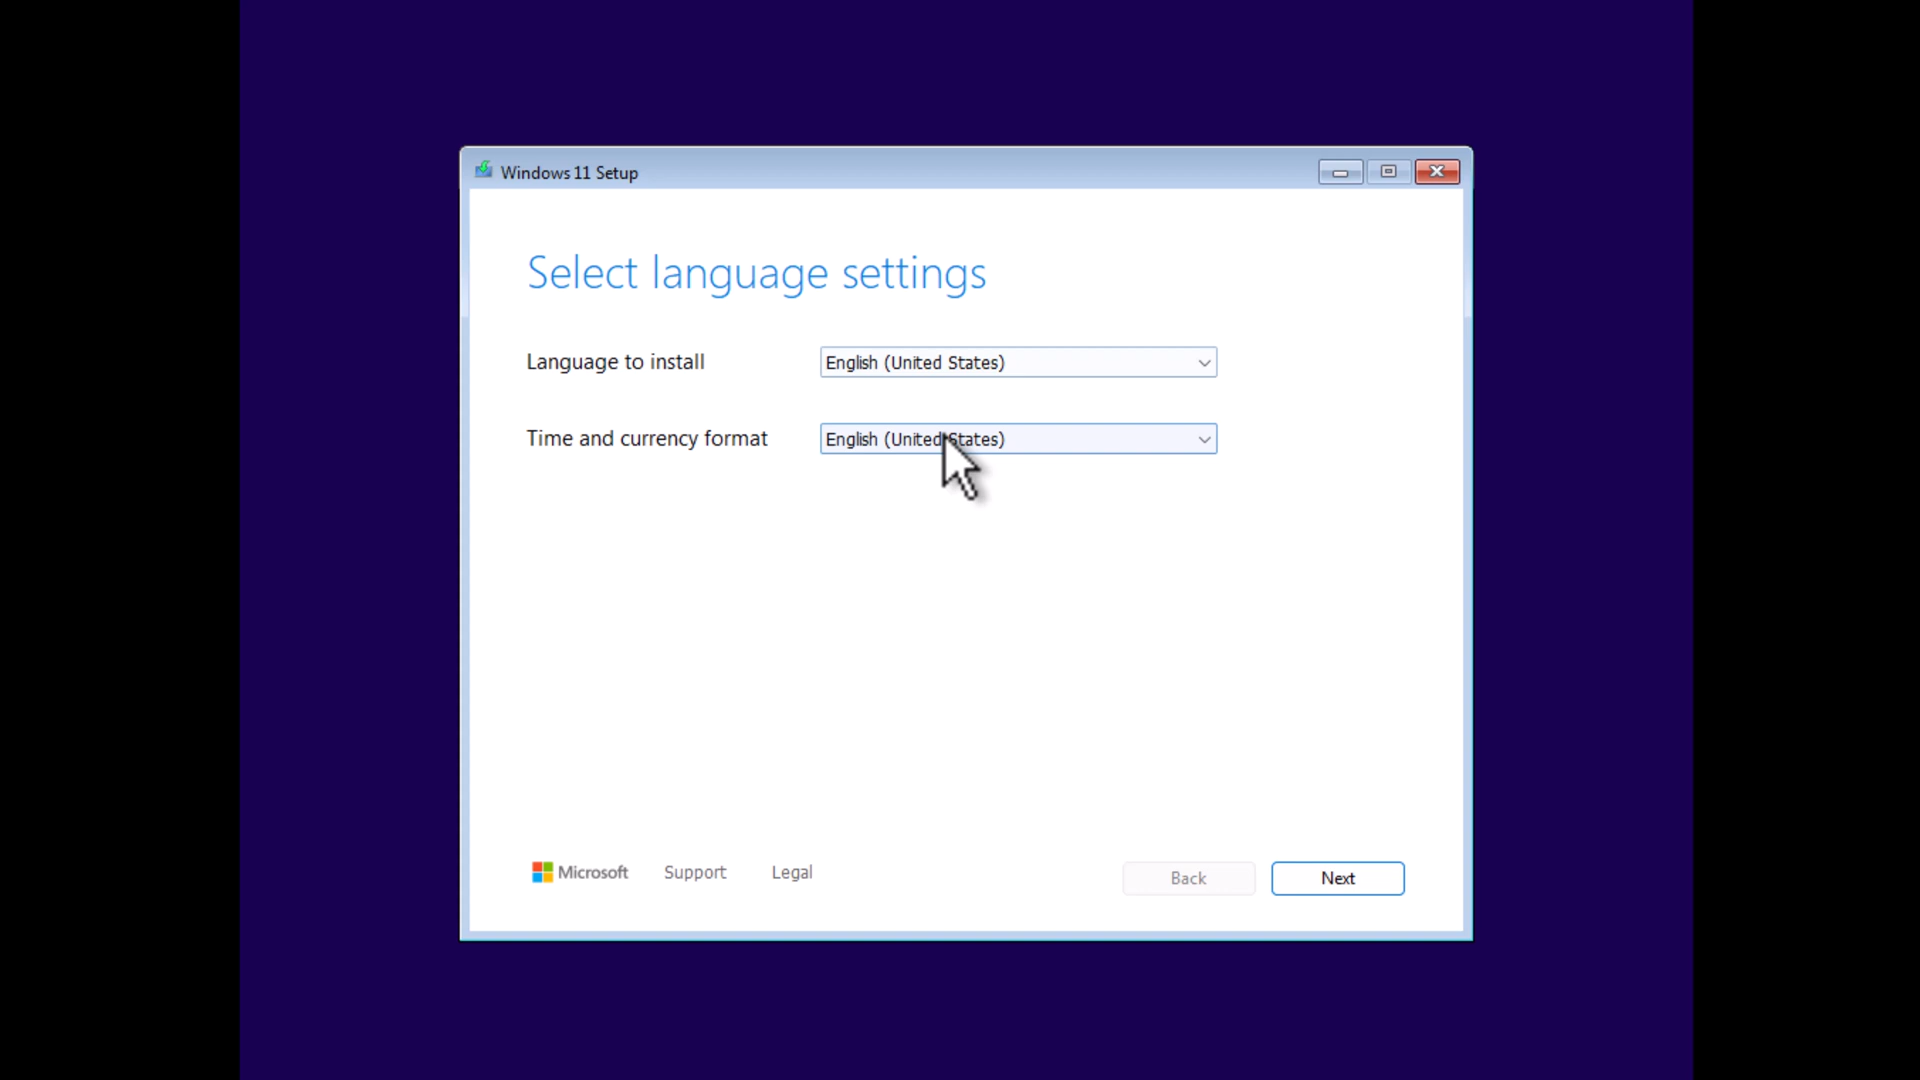 Windows 11 Setup
Select language settings
Language to install English (United States)
Time and currency format English (United States)
Microsoft Support Legal Back Next